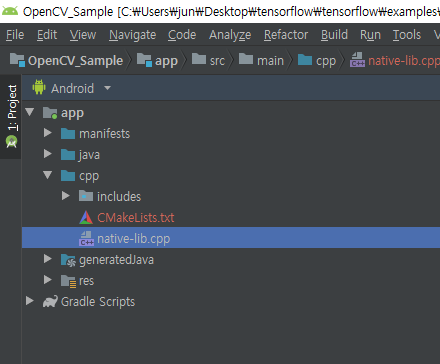 OpenCV_Sample [C:₩Users₩jun₩Desktop₩tensorflow₩tensorflow₩examples₩
File Edit View Navigate Code Analyze Refactor Build Run Tools
OpenCV_Sample app src main cpp native-lib.cpp
1: Project
Android
app
manifests
java
cpp
includes
CMakeLists.txt
native-lib.cpp
generatedJava
res
Gradle Scripts